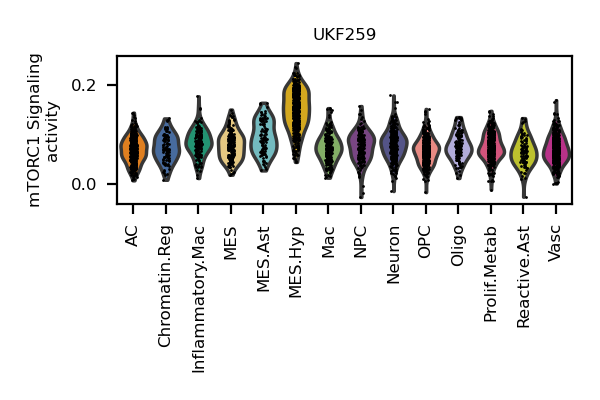 UKF259
mTORC1 Signaling
activity
0.2
0.0
AC
Chromatin.Reg
Inflammatory.Mac
MES
MES.Ast
MES.Hyp
Mac
NPC
Neuron
OPC
Oligo
Prolif.Metab
Reactive.Ast
Vasc